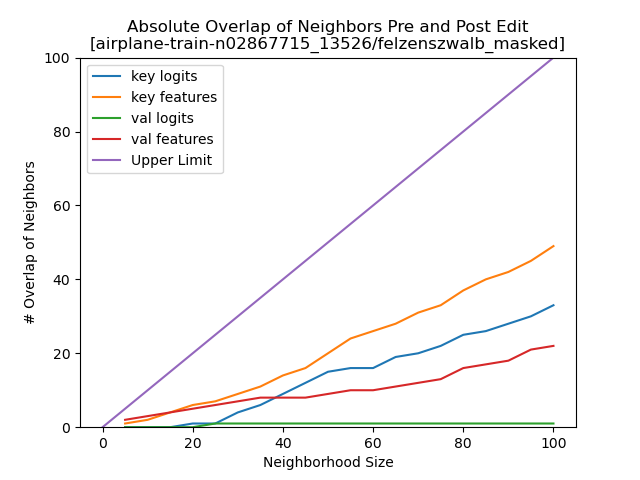 Absolute Overlap of Neighbors Pre and Post Edit
[airplane-train-n02867715_13526/felzenszwalb_masked]
key logits
key features
val logits
val features
Upper Limit
# Overlap of Neighbors
100
80
60
40
20
0
0 20 40 60 80 100
Neighborhood Size